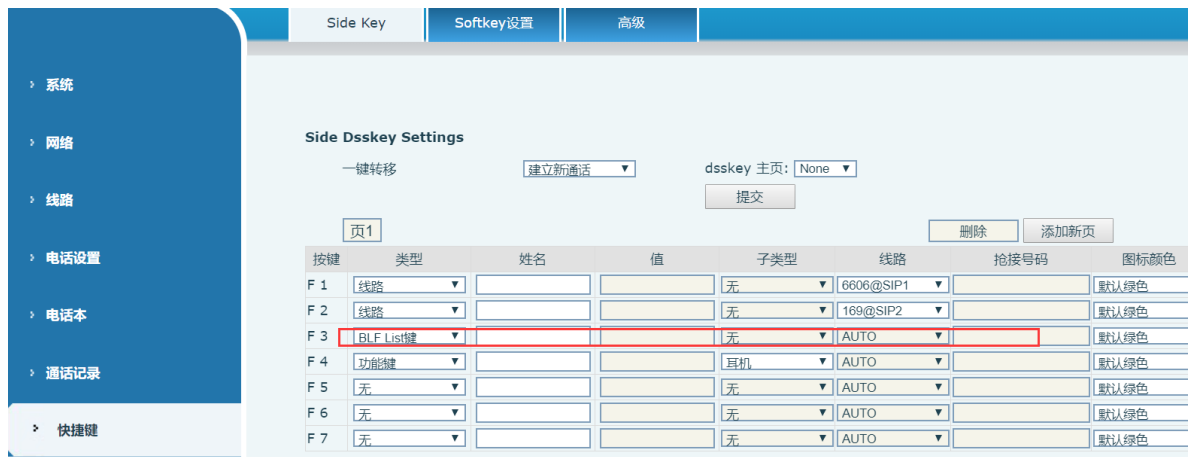 Side Key Softkey设置 高级
系统
网络
线路
电话设置
电话本
通话记录
快捷键
Side Dsskey Settings
一键转移 建立新通话 dsskey 主页: None
提交
页1 删除 添加新页
按键 类型 姓名 值 子类型 线路 抢接号码 图标颜色
F 1 线路 无 6606@SIP1 默认绿色
F 2 线路 无 169@SIP2 默认绿色
F 3 BLF List键 无 AUTO 默认绿色
F 4 功能键 耳机 AUTO 默认绿色
F 5 无 无 AUTO 默认绿色
F 6 无 无 AUTO 默认绿色
F 7 无 无 AUTO 默认绿色